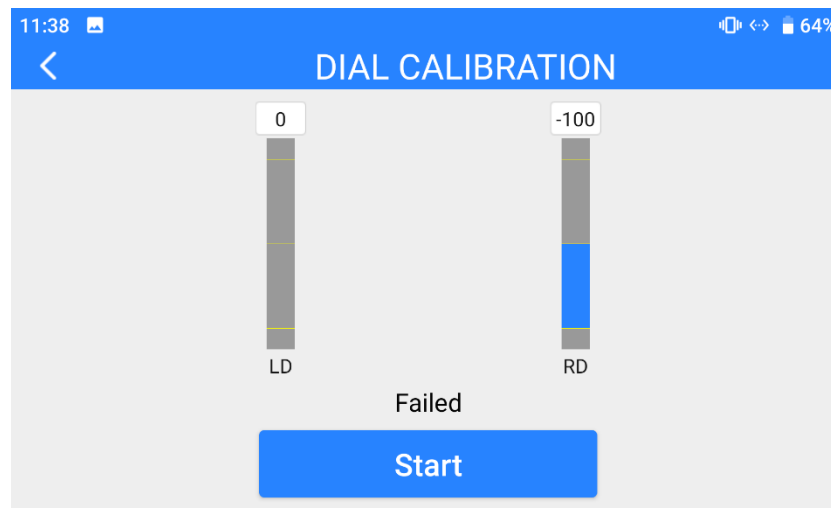 11:38 64%
DIAL CALIBRATION
0 -100
LD RD
Failed
Start